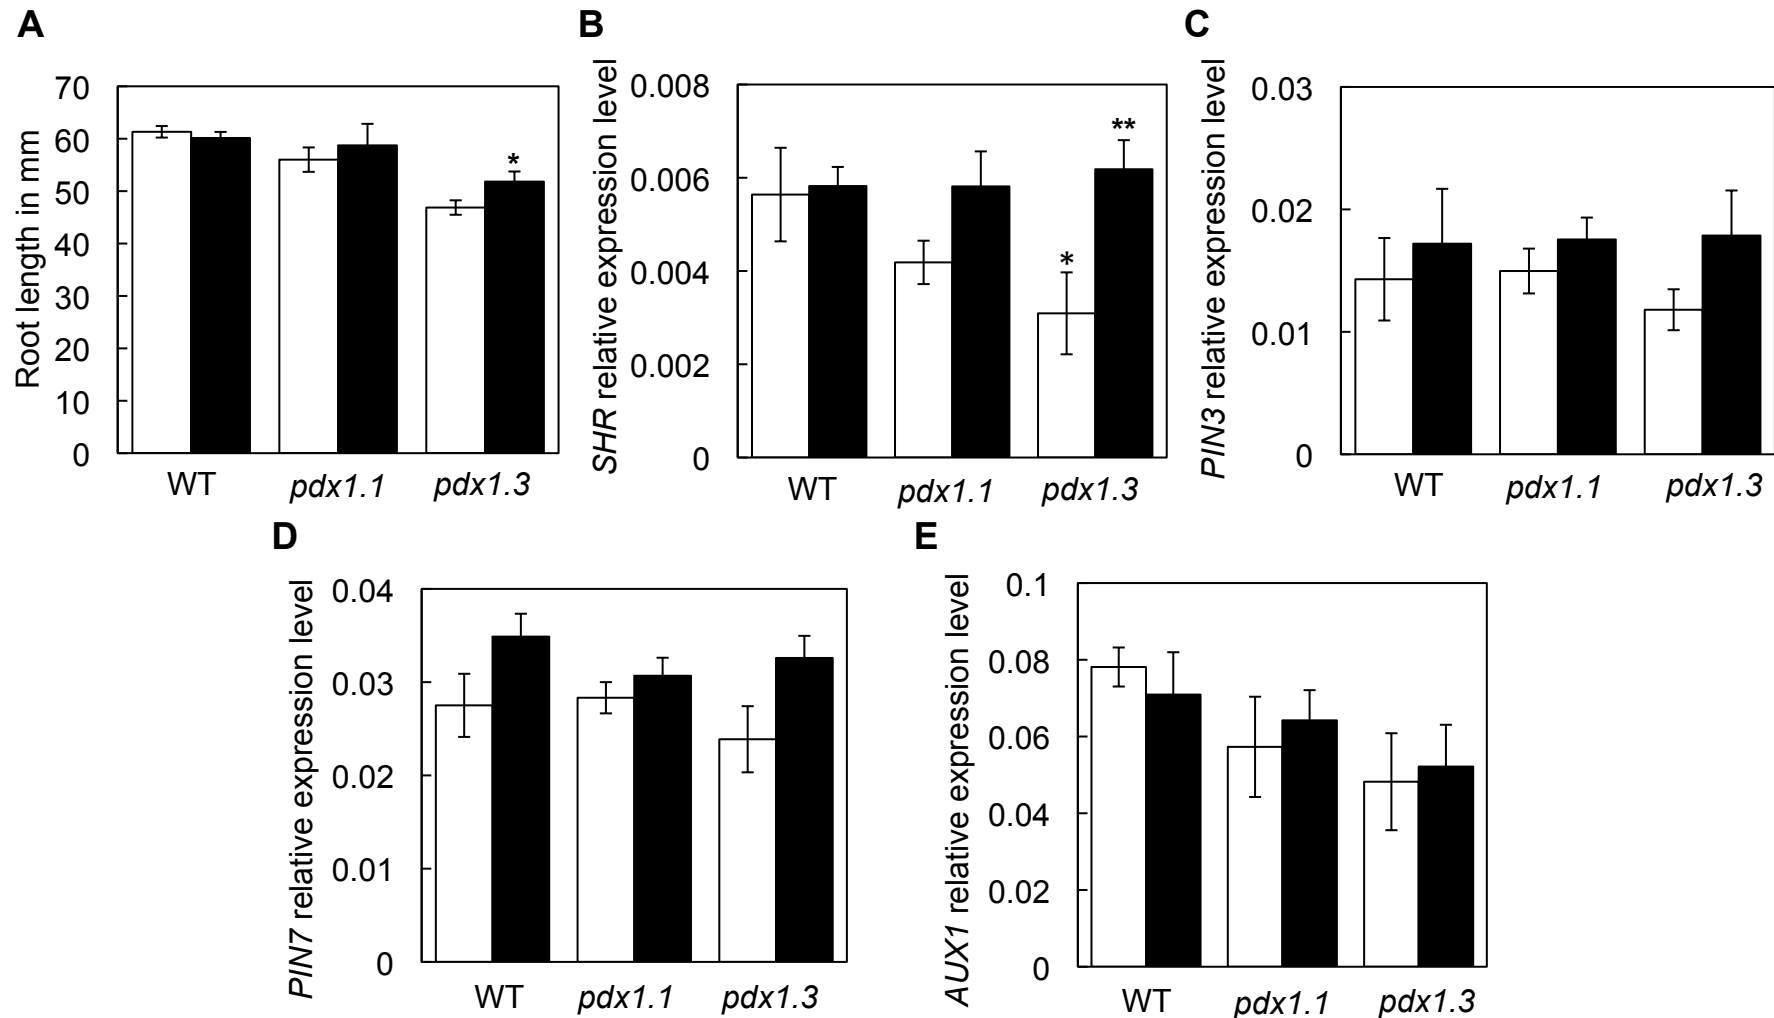 A
Root length in mm
70
60
50
40
30
20
10
0
*
WT
pdx1.1
pdx1.3
B
SHR relative expression level
0.008
0.006
0.004
0.002
0
*
**
WT
pdx1.1
pdx1.3
C
PIN3 relative expression level
0.03
0.02
0.01
0
WT
pdx1.1
pdx1.3
D
PIN7 relative expression level
0.04
0.03
0.02
0.01
0
WT
pdx1.1
pdx1.3
E
AUX1 relative expression level
0.1
0.08
0.06
0.04
0.02
0
WT
pdx1.1
pdx1.3